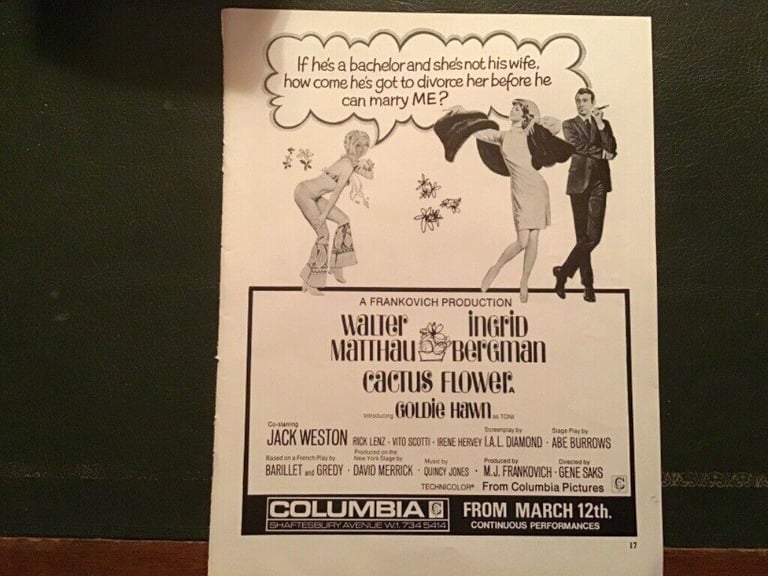 If he's a bachelor and she's not his wife,
how come he's got to divorce her before he
can marry ME?
A FRANKOVICH PRODUCTION
WALTER MATTHAU
INGRID BERGMAN
CACTUS FLOWER
Introducing GOLDIE HAWN as TONI
Co-starring
JACK WESTON RICK LENZ · VITO SCOTTI · IRENE HERVEY
Screenplay by
I.A.L. DIAMOND ·
Stage Play by
ABE BURROWS
Based on a French Play by
BARILLET and GREDY ·
Produced on the
New York Stage by
DAVID MERRICK ·
Music by
QUINCY JONES ·
Produced by
M.J. FRANKOVICH ·
Directed by
GENE SAKS
TECHNICOLOR® From Columbia Pictures
COLUMBIA
SHAFTESBURY AVENUE W.1. 734 5414
FROM MARCH 12th.
CONTINUOUS PERFORMANCES
17